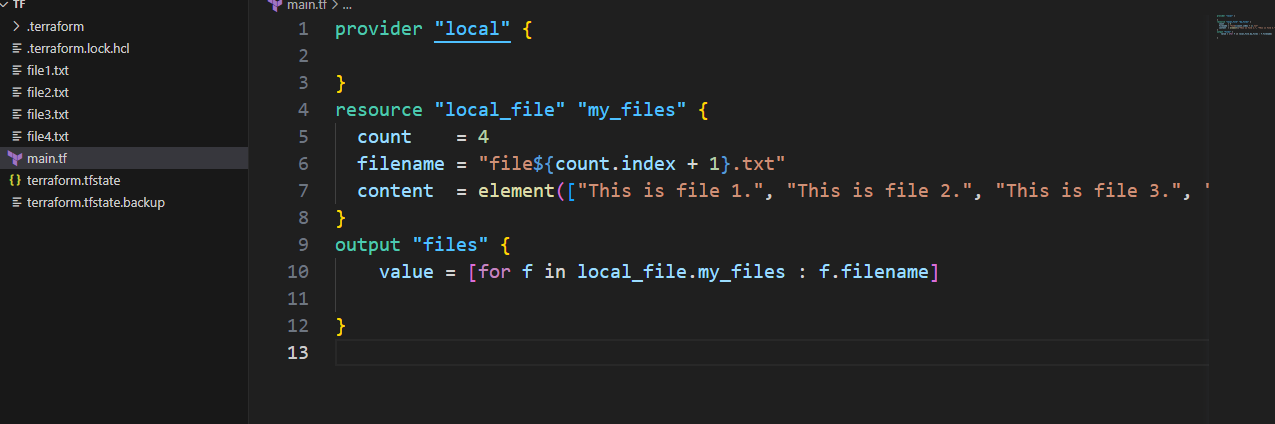 TF
.terraform
.terraform.lock.hcl
file1.txt
file2.txt
file3.txt
file4.txt
main.tf
terraform.tfstate
terraform.tfstate.backup
main.tf > ...
1 provider "local" {
2
3 }
4 resource "local_file" "my_files" {
5   count    = 4
6   filename = "file${count.index + 1}.txt"
7   content  = element(["This is file 1.", "This is file 2.", "This is file 3.", "
8 }
9 output "files" {
10     value = [for f in local_file.my_files : f.filename]
11
12 }
13